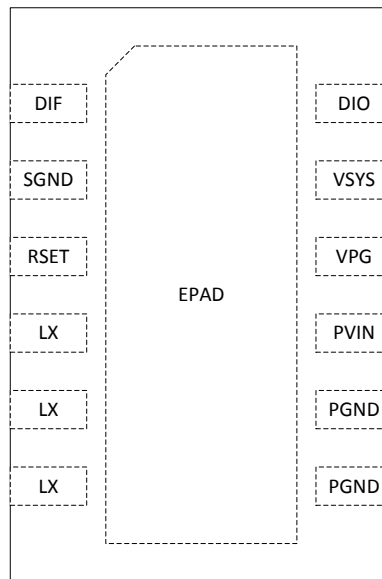 DIF DIO
SGND VSYS
RSET VPG
EPAD
LX PVIN
LX PGND
LX PGND